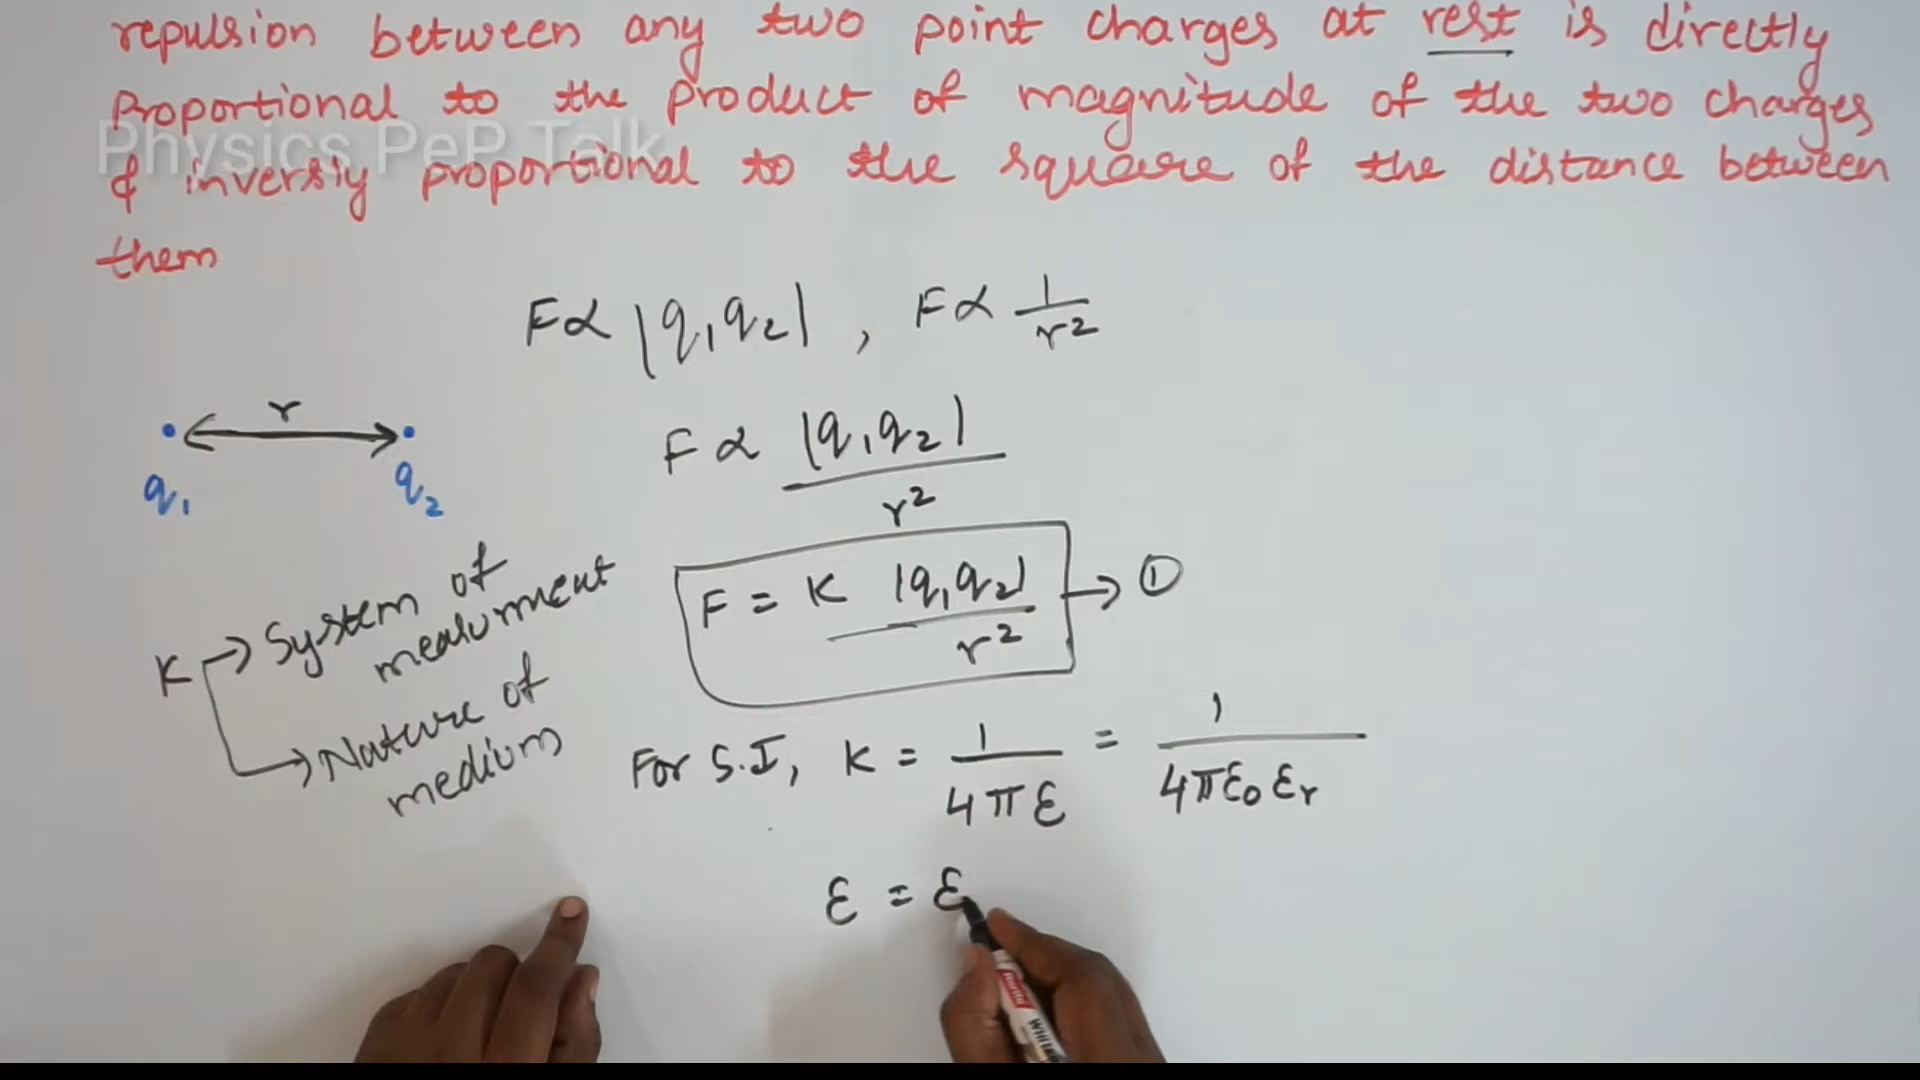 repulsion between any two point charges at rest is directly
proportional to the product of magnitude of the two charges
Physics PeP Talk
& inversly proportional to the square of the distance between
them
F∝ |q₁q₂| , F∝ 1/r²
r
q₁ q₂
F ∝ |q₁q₂|/r²
F = K |q₁q₂|/r² → ①
K → System of
measurment
→ Nature of
medium
For S.I, K = 1/4πε = 1/4πε₀εᵣ
ε = ε